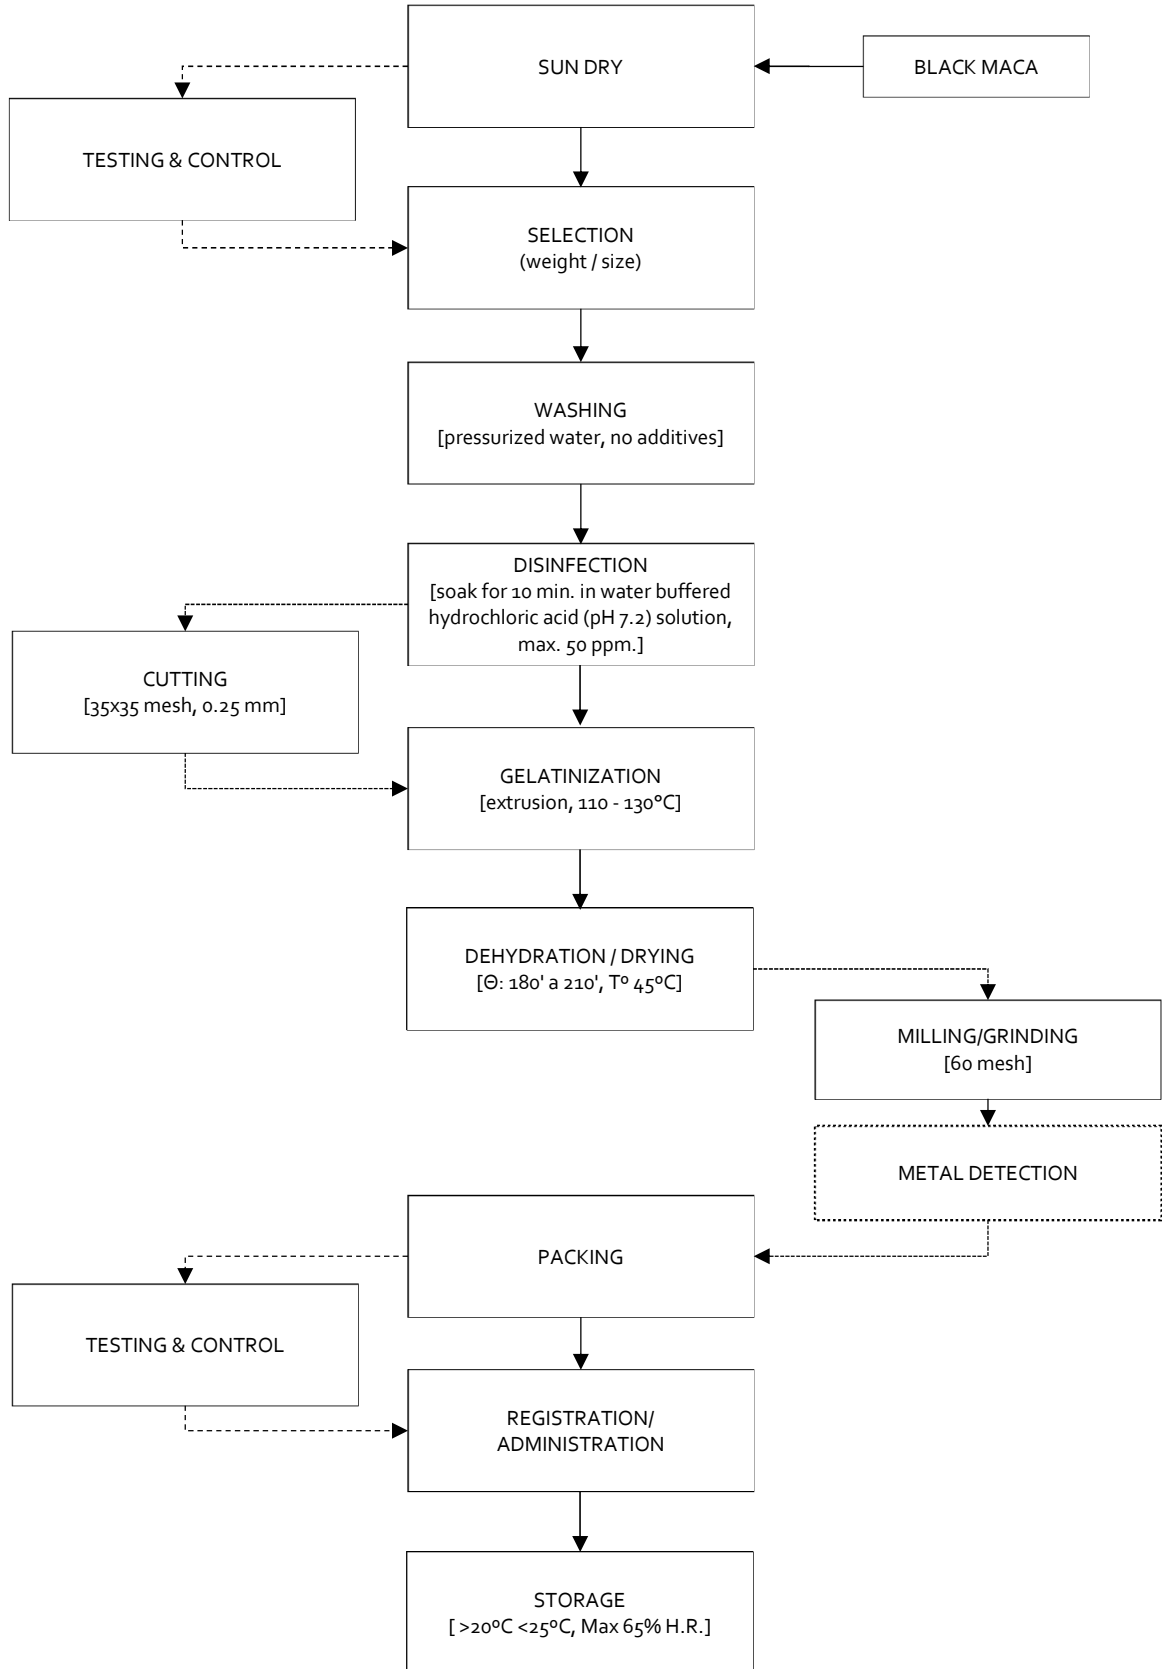 SUN DRY
BLACK MACA
TESTING & CONTROL
SELECTION
(weight / size)
WASHING
[pressurized water, no additives]
DISINFECTION
[soak for 10 min. in water buffered
hydrochloric acid (pH 7.2) solution,
max. 50 ppm.]
CUTTING
[35x35 mesh, 0.25 mm]
GELATINIZATION
[extrusion, 110 - 130°C]
DEHYDRATION / DRYING
[Θ: 180' a 210', Tº 45ºC]
MILLING/GRINDING
[60 mesh]
METAL DETECTION
PACKING
TESTING & CONTROL
REGISTRATION/
ADMINISTRATION
STORAGE
[ >20ºC <25ºC, Max 65% H.R.]